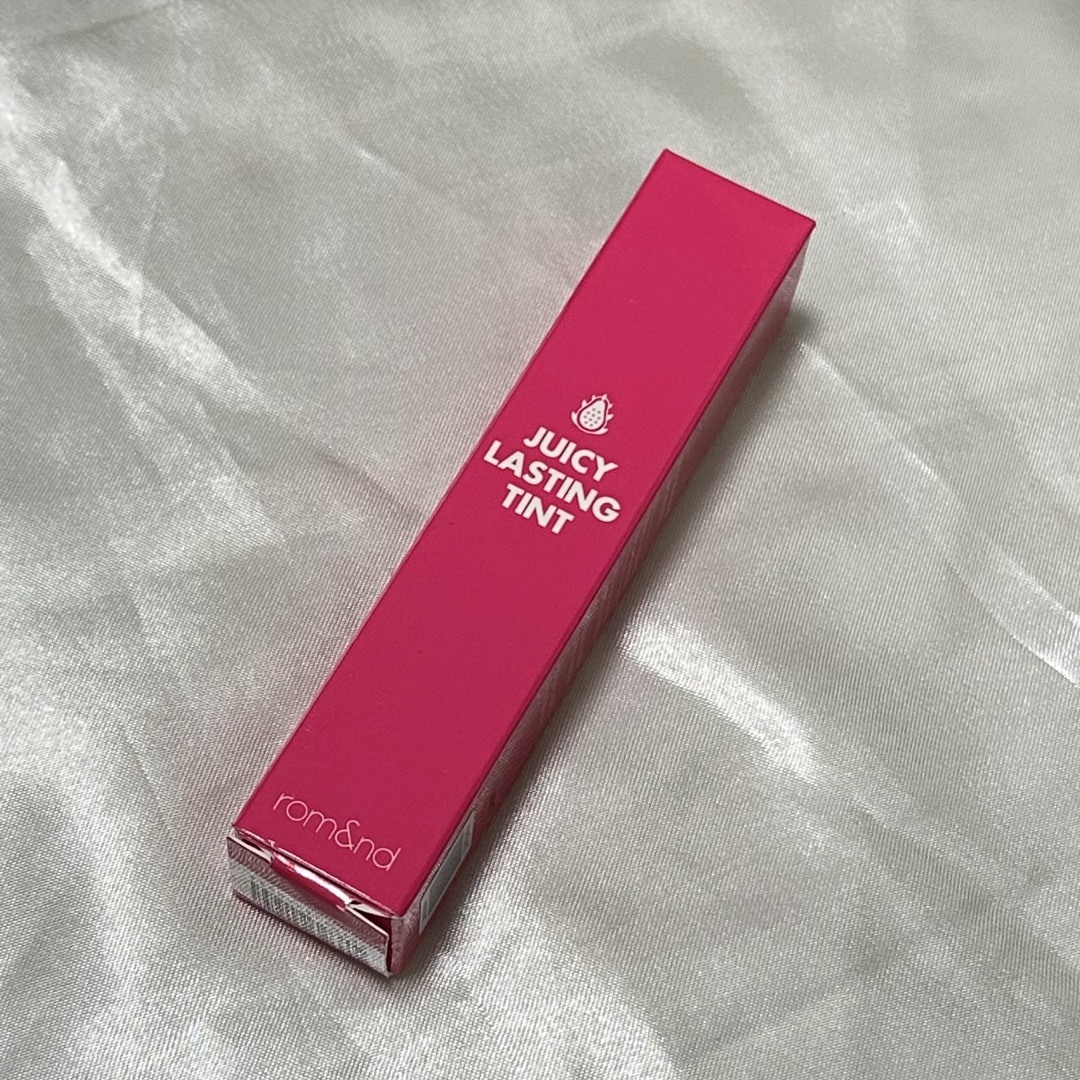 JUICY
LASTING
TINT
rom&nd